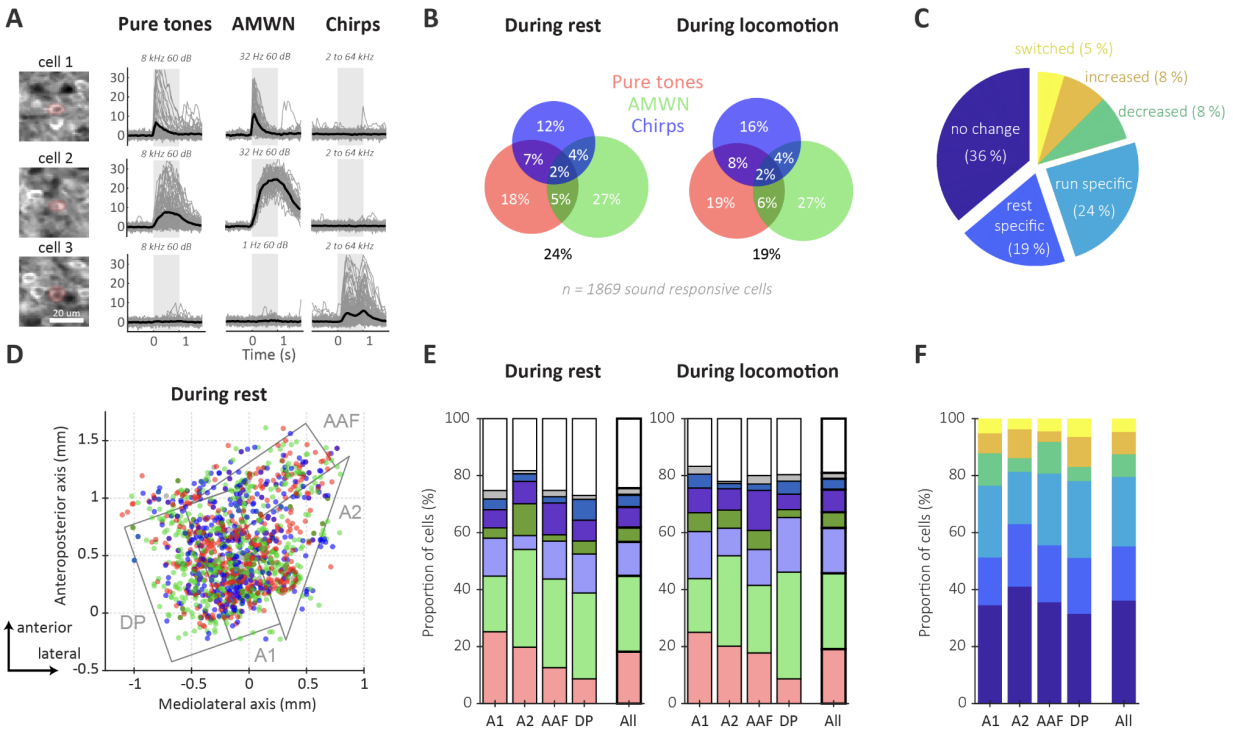 A
Pure tones
AMWN
Chirps
cell 1
8 kHz 60 dB
32 Hz 60 dB
2 to 64 kHz
30
20
10
0
cell 2
8 kHz 60 dB
32 Hz 60 dB
2 to 64 kHz
30
20
10
0
cell 3
8 kHz 60 dB
1 Hz 60 dB
2 to 64 kHz
30
20
10
0
20 um
0 1
0 1
0 1
Time (s)
B
During rest
During locomotion
Pure tones
AMWN
Chirps
12%
7%
4%
2%
18%
5%
27%
24%
16%
8%
4%
2%
19%
6%
27%
19%
n = 1869 sound responsive cells
C
switched (5 %)
increased (8 %)
decreased (8 %)
no change
(36 %)
run specific
(24 %)
rest
specific
(19 %)
D
During rest
Anteroposterior axis (mm)
1.5
1
0.5
0
-0.5
AAF
A2
DP
A1
anterior
lateral
-1 -0.5 0 0.5 1
Mediolateral axis (mm)
E
During rest
During locomotion
Proportion of cells (%)
100
80
60
40
20
0
A1 A2 AAF DP All
100
80
60
40
20
0
A1 A2 AAF DP All
F
Proportion of cells (%)
100
80
60
40
20
0
A1 A2 AAF DP All